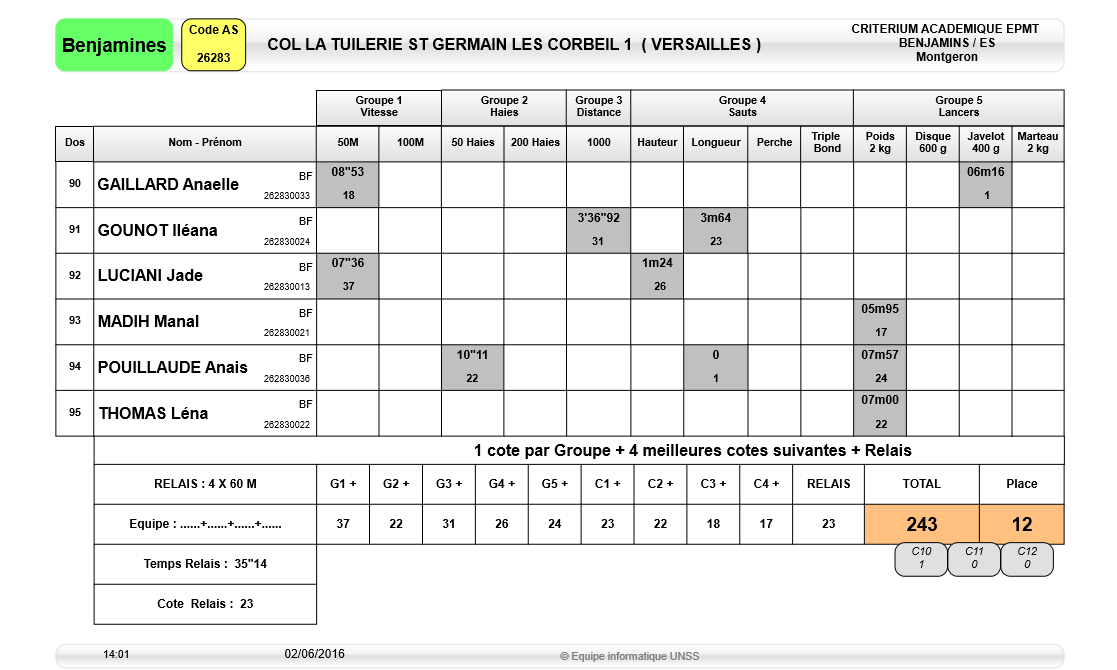 Benjamines
Code AS
26283
COL LA TUILERIE ST GERMAIN LES CORBEIL 1 ( VERSAILLES )
CRITERIUM ACADEMIQUE EPMT
BENJAMINS / ES
Montgeron
Groupe 1 Vitesse Groupe 2 Haies Groupe 3 Distance Groupe 4 Sauts Groupe 5 Lancers
Dos Nom - Prénom 50M 100M 50 Haies 200 Haies 1000 Hauteur Longueur Perche Triple Bond Poids 2 kg Disque 600 g Javelot 400 g Marteau 2 kg
90 GAILLARD Anaelle BF 08"53 06m16
262830033 18 1
91 GOUNOT Iléana BF 3'36"92 3m64
262830024 31 23
92 LUCIANI Jade BF 07"36 1m24
262830013 37 26
93 MADIH Manal BF 05m95
262830021 17
94 POUILLAUDE Anais BF 10"11 0 07m57
262830036 22 1 24
95 THOMAS Léna BF 07m00
262830022 22
1 cote par Groupe + 4 meilleures cotes suivantes + Relais
RELAIS : 4 X 60 M G1 + G2 + G3 + G4 + G5 + C1 + C2 + C3 + C4 + RELAIS TOTAL Place
Equipe : ......+......+......+...... 37 22 31 26 24 23 22 18 17 23 243 12
C10 C11 C12
1 0 0
Temps Relais : 35"14
Cote Relais : 23
14:01 02/06/2016 © Equipe informatique UNSS